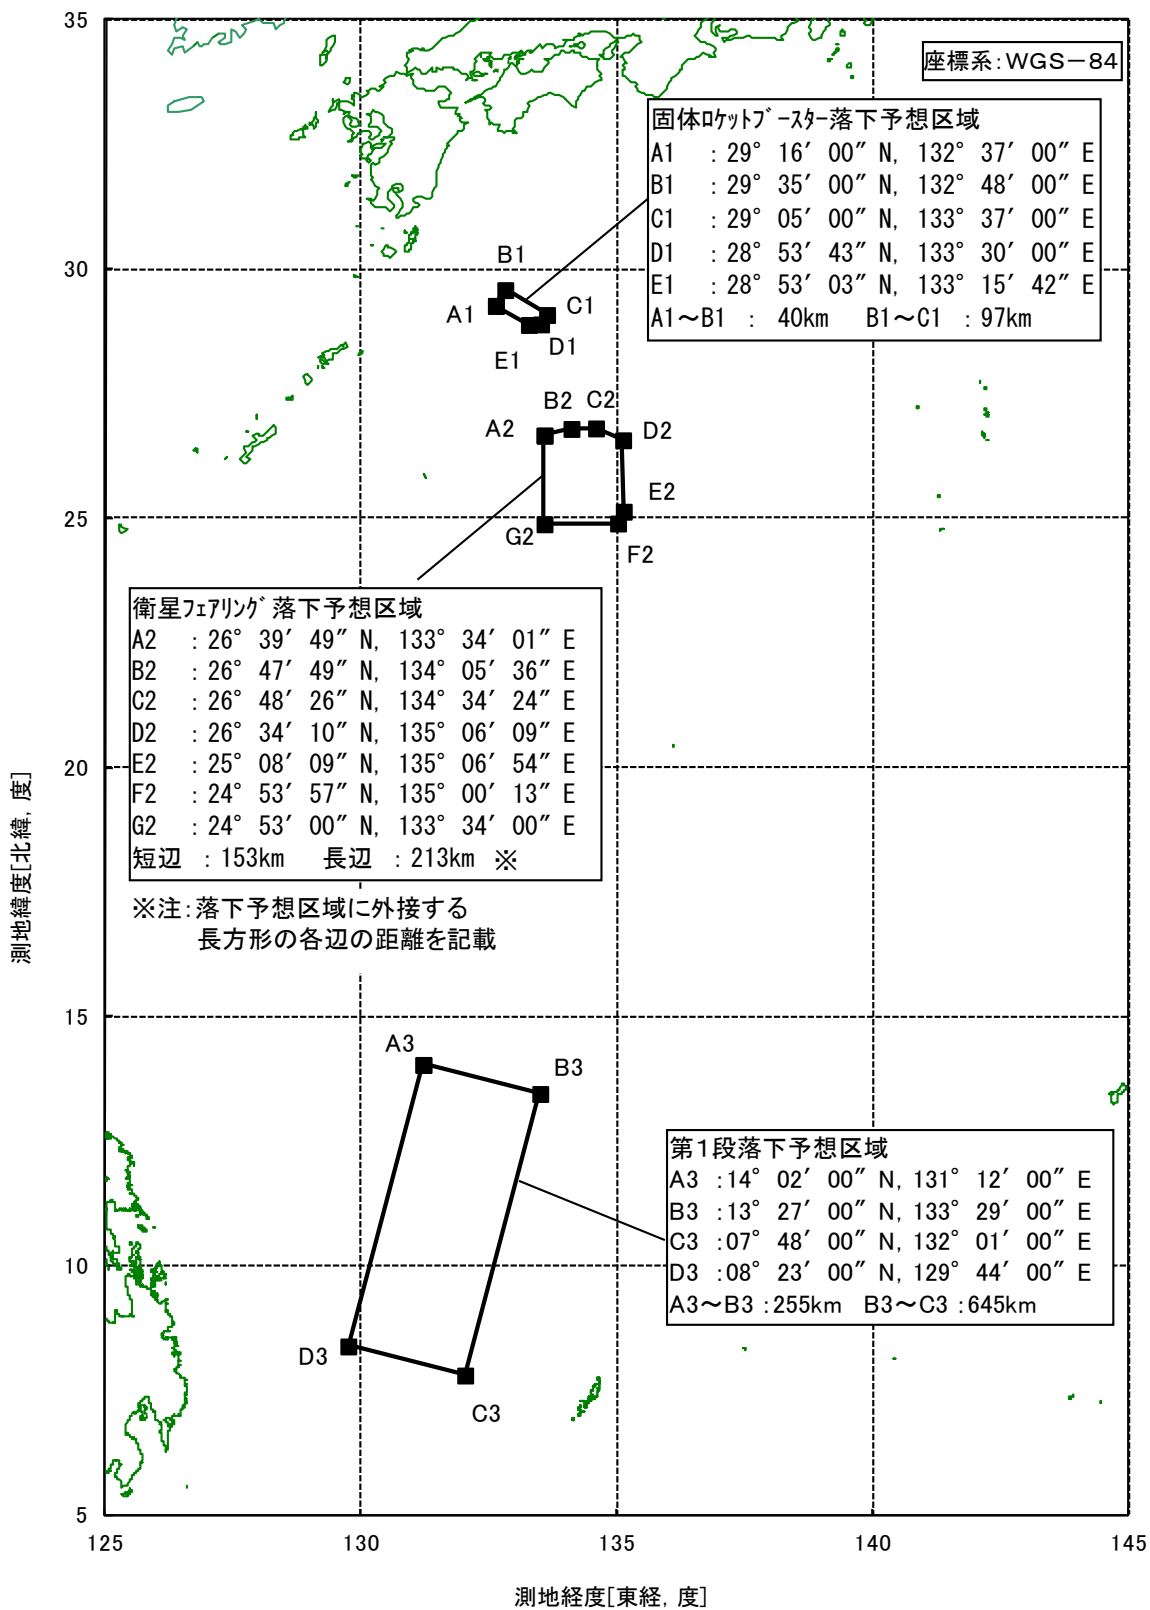 35
座標系:WGS-84
固体ロケットブースター落下予想区域
A1 : 29° 16′ 00″ N, 132° 37′ 00″ E
B1 : 29° 35′ 00″ N, 132° 48′ 00″ E
C1 : 29° 05′ 00″ N, 133° 37′ 00″ E
D1 : 28° 53′ 43″ N, 133° 30′ 00″ E
E1 : 28° 53′ 03″ N, 133° 15′ 42″ E
A1～B1 : 40km B1～C1 : 97km
30
B1
A1
C1
D1
E1
B2
C2
A2
D2
E2
25
G2
F2
衛星フェアリング落下予想区域
A2 : 26° 39′ 49″ N, 133° 34′ 01″ E
B2 : 26° 47′ 49″ N, 134° 05′ 36″ E
C2 : 26° 48′ 26″ N, 134° 34′ 24″ E
D2 : 26° 34′ 10″ N, 135° 06′ 09″ E
E2 : 25° 08′ 09″ N, 135° 06′ 54″ E
F2 : 24° 53′ 57″ N, 135° 00′ 13″ E
G2 : 24° 53′ 00″ N, 133° 34′ 00″ E
短辺 : 153km 長辺 : 213km ※
※注:落下予想区域に外接する
長方形の各辺の距離を記載
20
測地緯度[北緯, 度]
15
A3
B3
第1段落下予想区域
A3 :14° 02′ 00″ N, 131° 12′ 00″ E
B3 :13° 27′ 00″ N, 133° 29′ 00″ E
C3 :07° 48′ 00″ N, 132° 01′ 00″ E
D3 :08° 23′ 00″ N, 129° 44′ 00″ E
A3～B3 :255km B3～C3 :645km
10
D3
C3
5
125 130 135 140 145
測地経度[東経, 度]